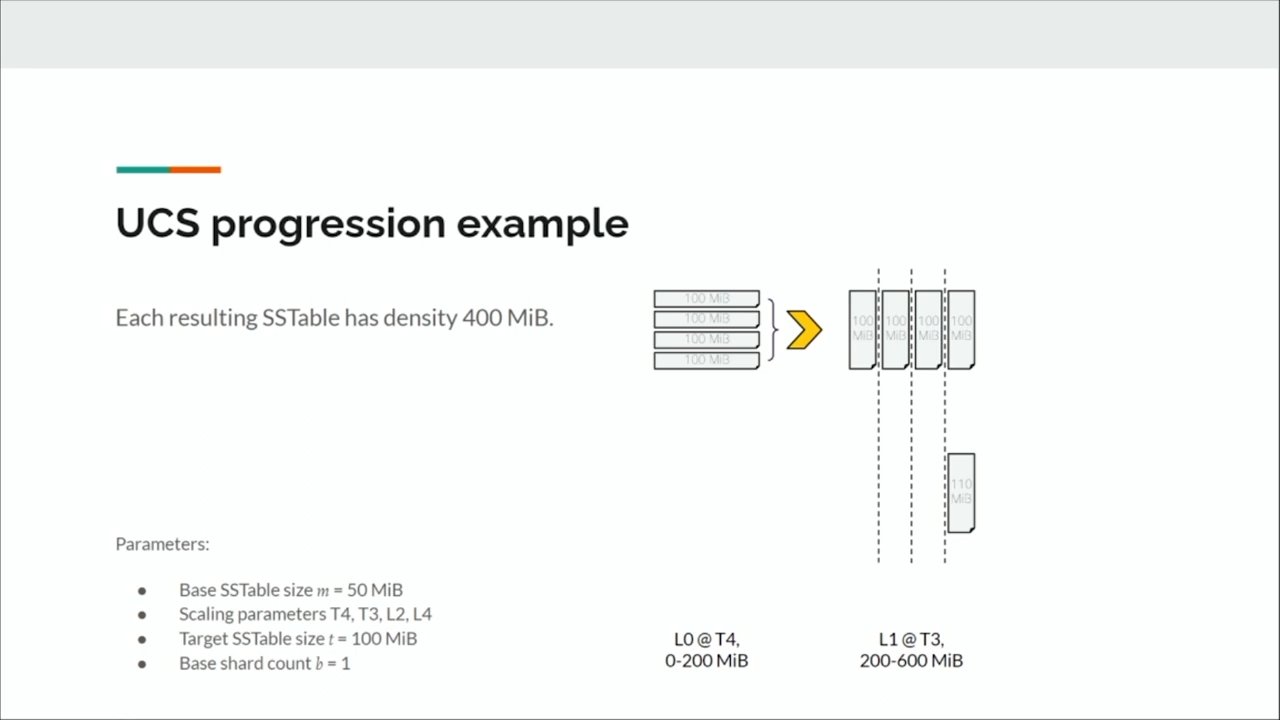 UCS progression example
Each resulting SSTable has density 400 MiB.
100 MiB
100 MiB
100 MiB
100 MiB
100 100 100 100
MiB MiB MiB MiB
110
MiB
Parameters:
● Base SSTable size m = 50 MiB
● Scaling parameters T4, T3, L2, L4
● Target SSTable size t = 100 MiB
● Base shard count b = 1
L0 @ T4,
0-200 MiB
L1 @ T3,
200-600 MiB